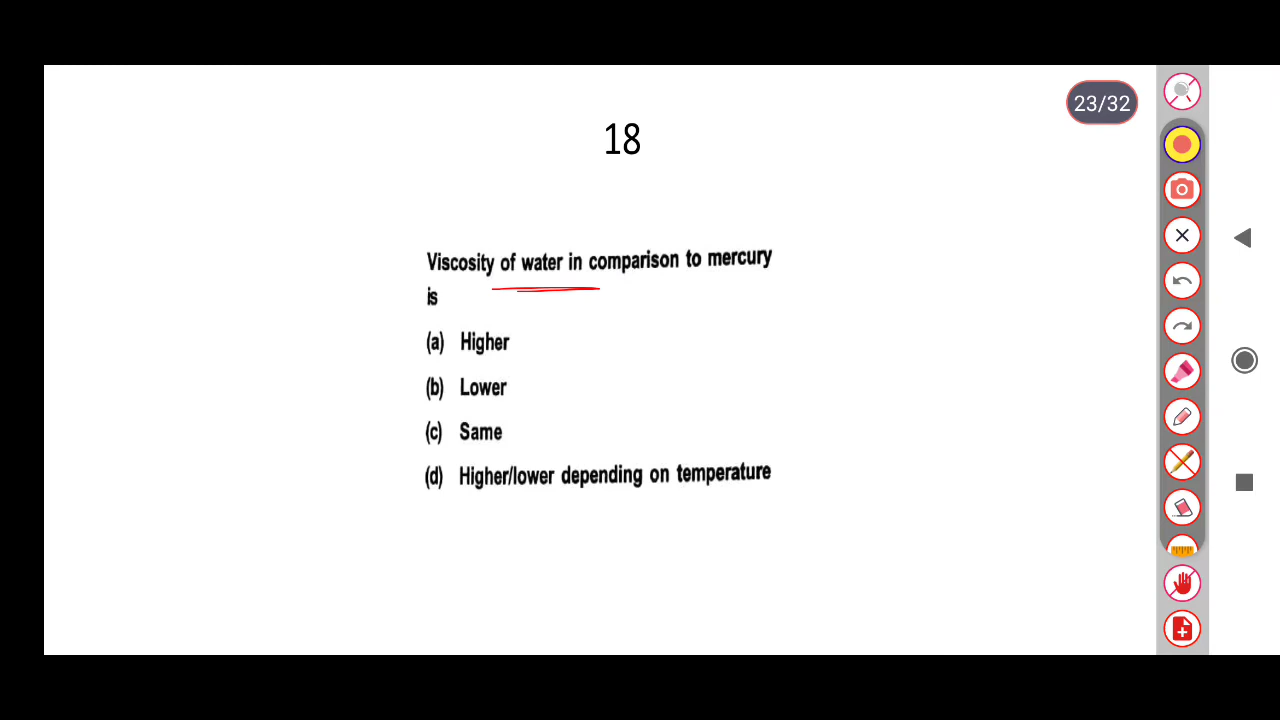 23/32
18
Viscosity of water in comparison to mercury
is
(a) Higher
(b) Lower
(c) Same
(d) Higher/lower depending on temperature